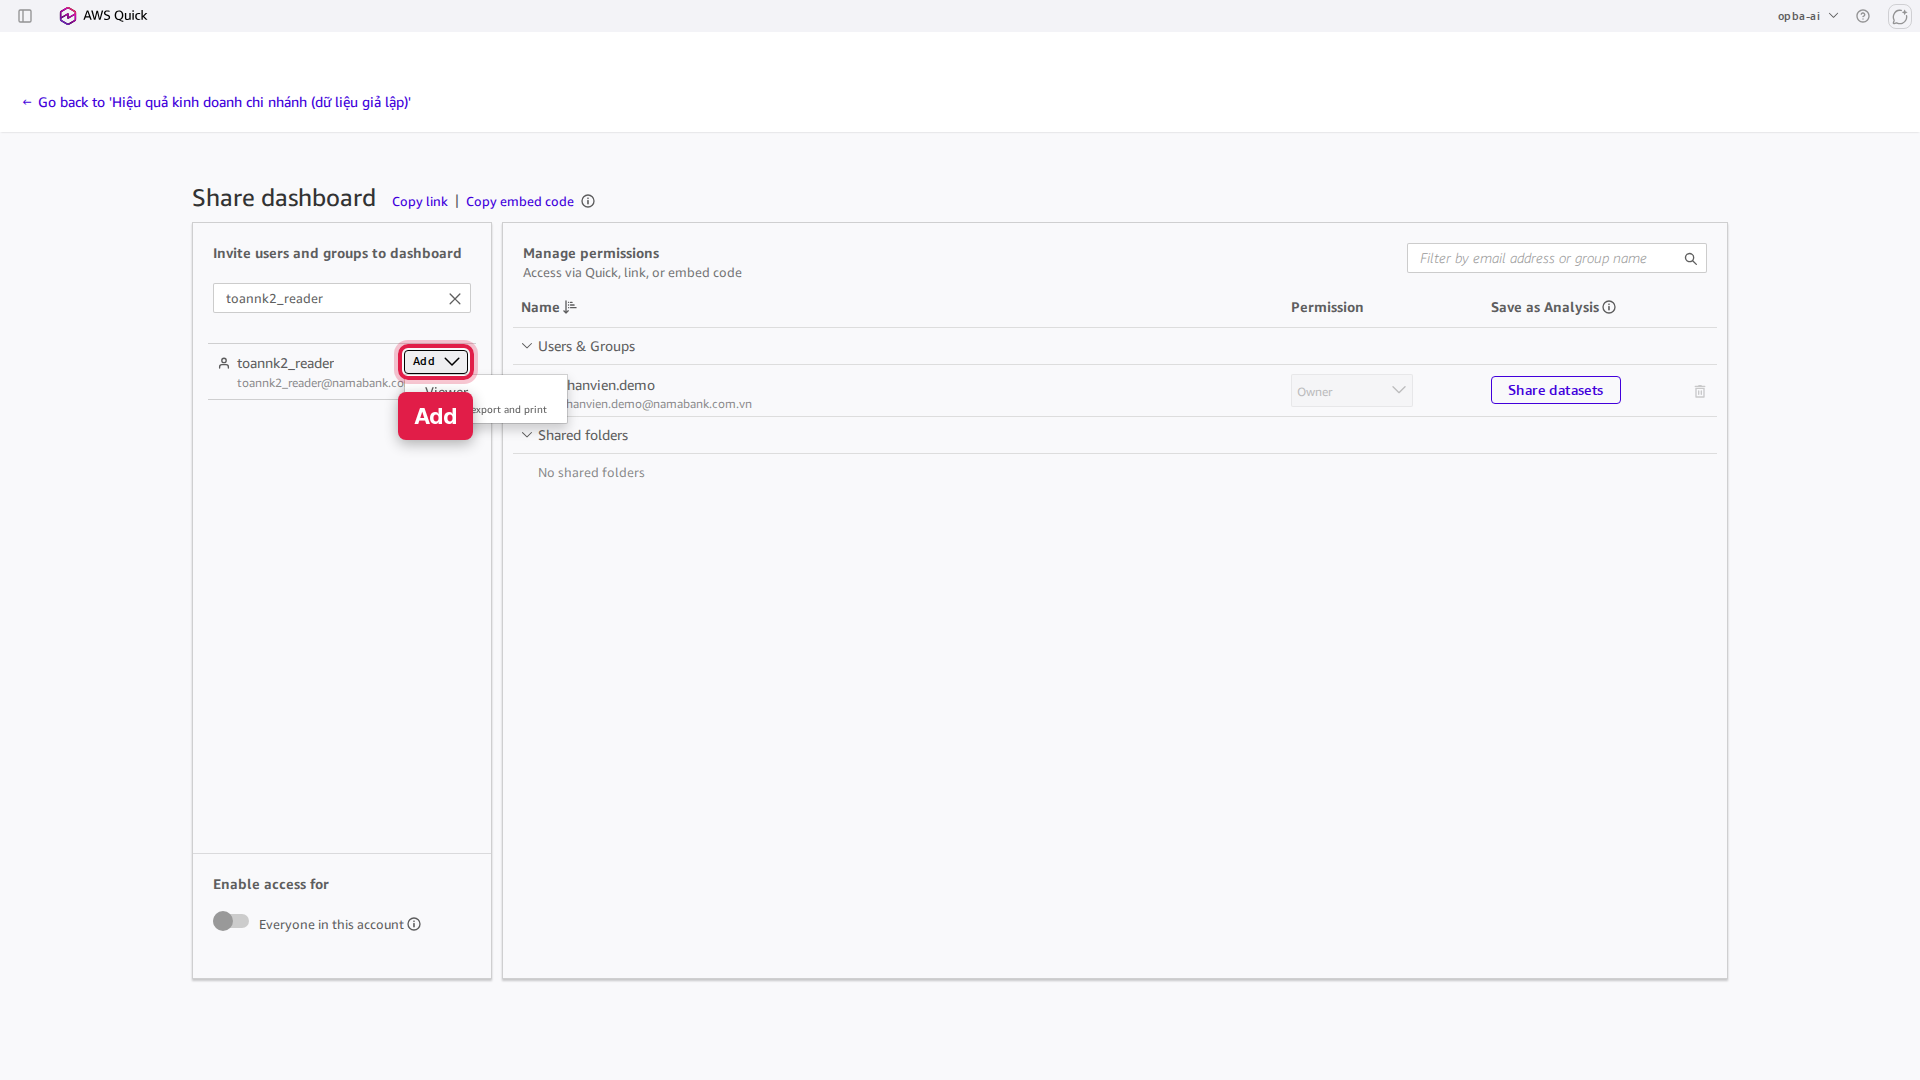 AWS Quick
opba-ai
← Go back to 'Hiệu quả kinh doanh chi nhánh (dữ liệu giả lập)'
Share dashboard
Copy link | Copy embed code
Invite users and groups to dashboard
toannk2_reader
toannk2_reader
toannk2_reader@namabank.co
Add
Viewer
export and print
Add
Enable access for
Everyone in this account
Manage permissions
Access via Quick, link, or embed code
Filter by email address or group name
Name
Permission
Save as Analysis
Users & Groups
hanvien.demo
hanvien.demo@namabank.com.vn
Owner
Share datasets
Shared folders
No shared folders